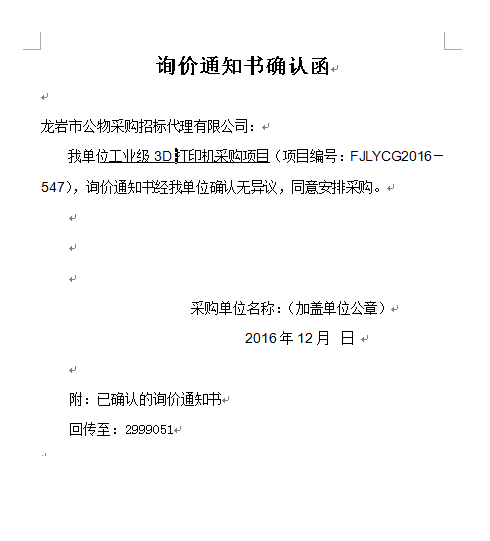 询价通知书确认函
龙岩市公物采购招标代理有限公司：
我单位工业级 3D 打印机采购项目（项目编号：FJLYCG2016－
547），询价通知书经我单位确认无异议，同意安排采购。
采购单位名称：（加盖单位公章）
2016 年 12 月 日
附：已确认的询价通知书
回传至：2999051